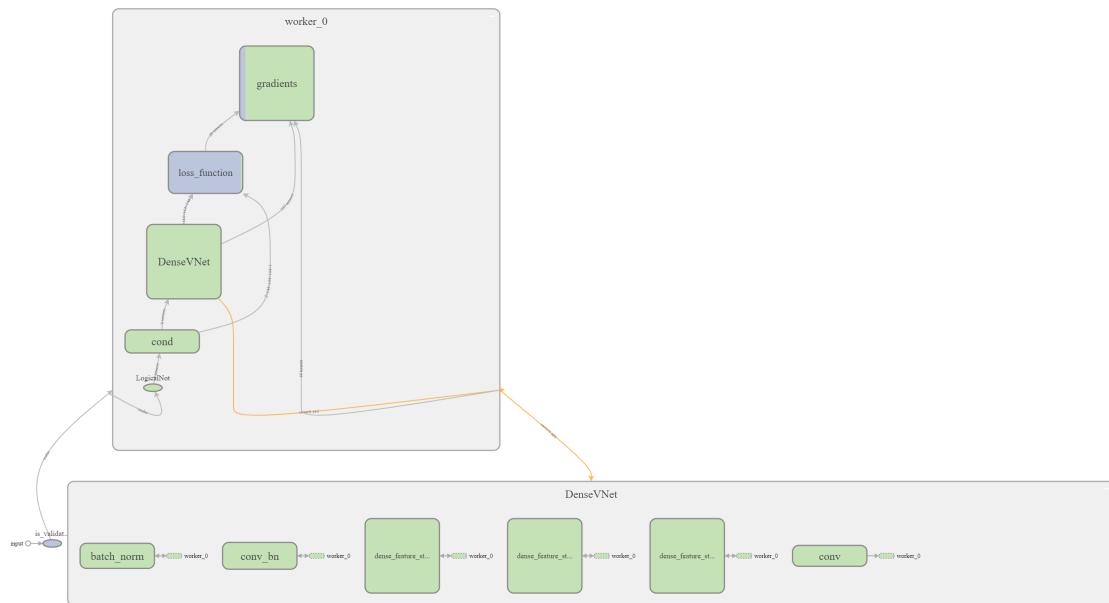 worker_0
gradients
loss_function
DenseVNet
cond
LogicalNot
DenseVNet
is_validat...
input
batch_norm
worker_0
conv_bn
worker_0
dense_feature_st...
worker_0
dense_feature_st...
worker_0
dense_feature_st...
worker_0
conv
worker_0